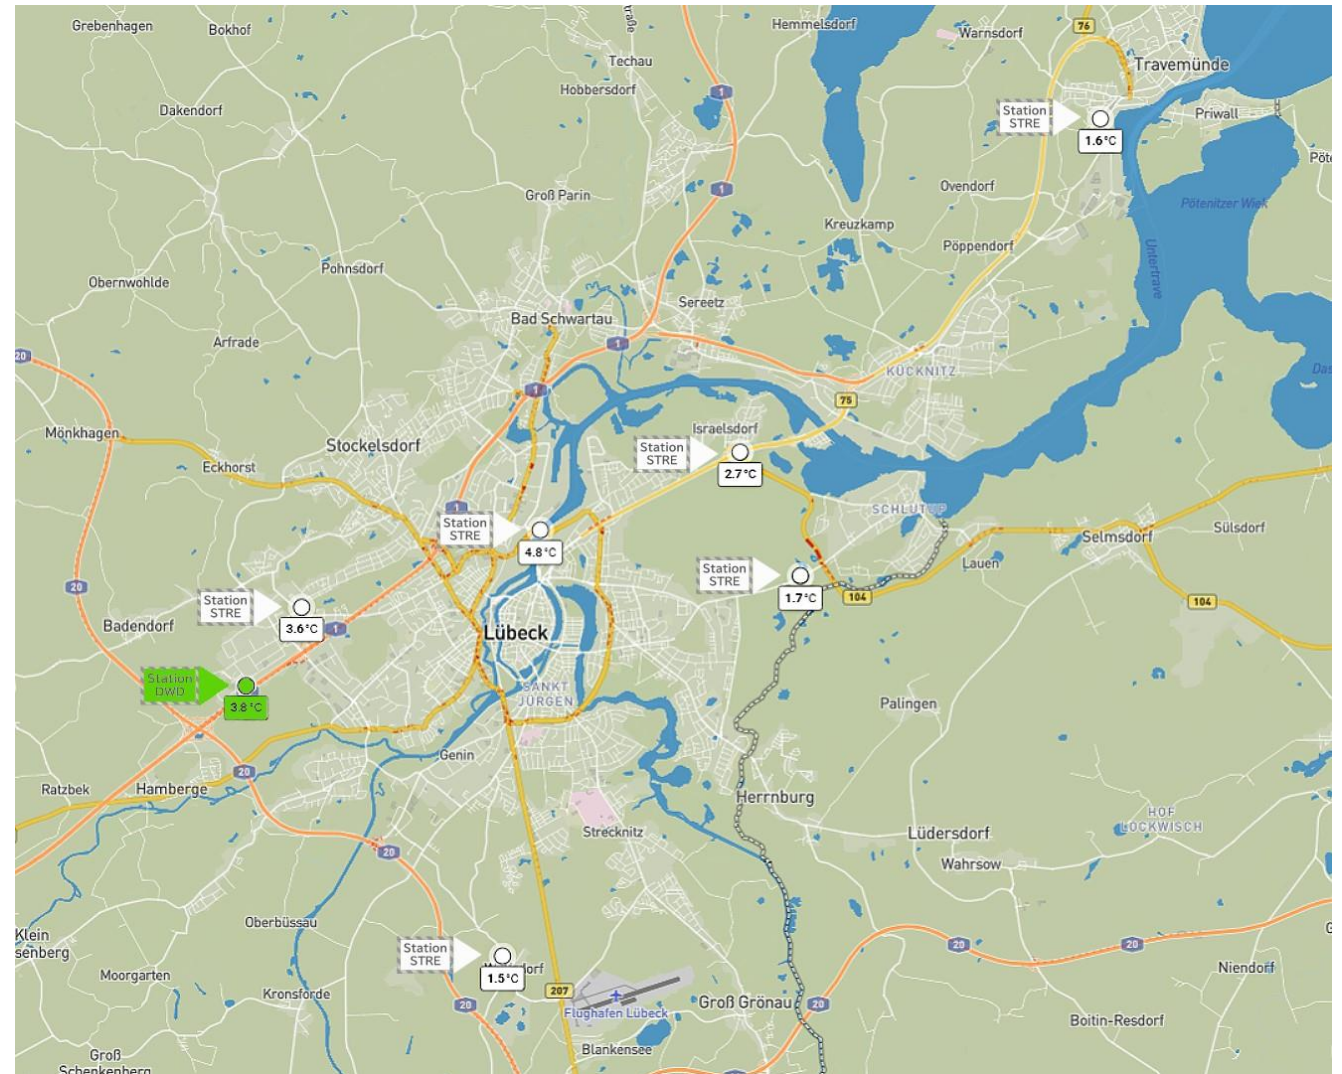 Grebenhagen
Bokhof
Hemmelsdorf
76
Warnsdorf
Techau
Travemünde
Hobbersdorf
1
Dakendorf
Station
STRE
Priwall
1.6°C
Groß Parin
1
Ovendorf
Pötenitzer Wiek
Kreuzkamp
Pöppendorf
Pohnsdorf
Untertrave
Obernwohlde
Sereetz
Bad Schwartau
Arfrade
1
20
KÜCKNITZ
1
75
Mönkhagen
Israelsdorf
Stockelsdorf
Station
STRE
Eckhorst
2.7°C
1
SCHLUTUP
Station
STRE
Sülsdorf
Selmsdorf
4.8°C
Lauen
Station
STRE
20
1.7°C
104
104
Station
STRE
3.6°C
1
Badendorf
Lübeck
Station
DWD
3.8°C
SANKT
JÜRGEN
Palingen
Genin
20
Ratzbek
Hamberge
Herrnburg
HOF
LOCKWISCH
Strecknitz
Lüdersdorf
20
Wahrsow
Oberbüssau
Klein
senberg
20
20
Station
STRE
Moorgarten
1.5°C
Niendorf
Kronsforde
207
20
Flughafen Lübeck
Groß Grönau
20
Boitin-Resdorf
Blankensee
Groß
Schenkenberg